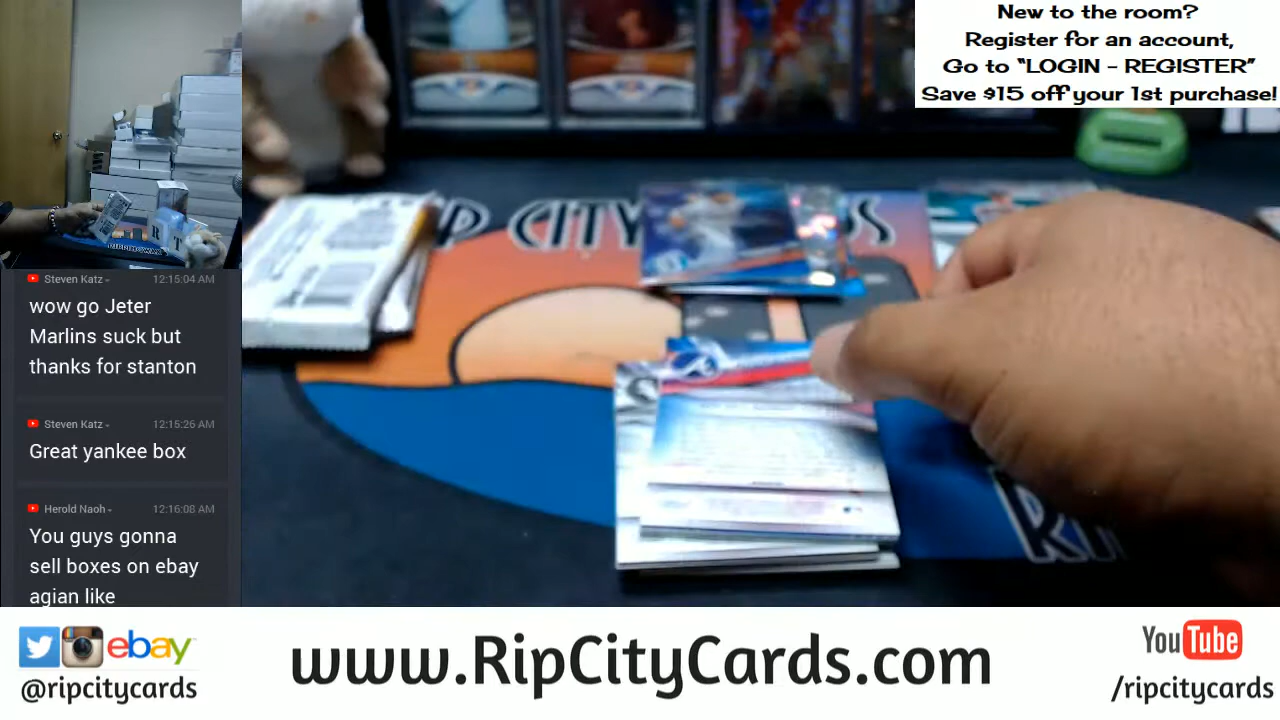 New to the room?
Register for an account,
Go to “LOGIN - REGISTER”
Save $15 off your 1st purchase!
Steven Katz 12:15:04 AM
wow go Jeter
Marlins suck but
thanks for stanton
Steven Katz 12:15:26 AM
Great yankee box
Herold Naoh 12:16:08 AM
You guys gonna
sell boxes on ebay
agian like
CITY
ebay
@ripcitycards
www.RipCityCards.com
YouTube
/ripcitycards